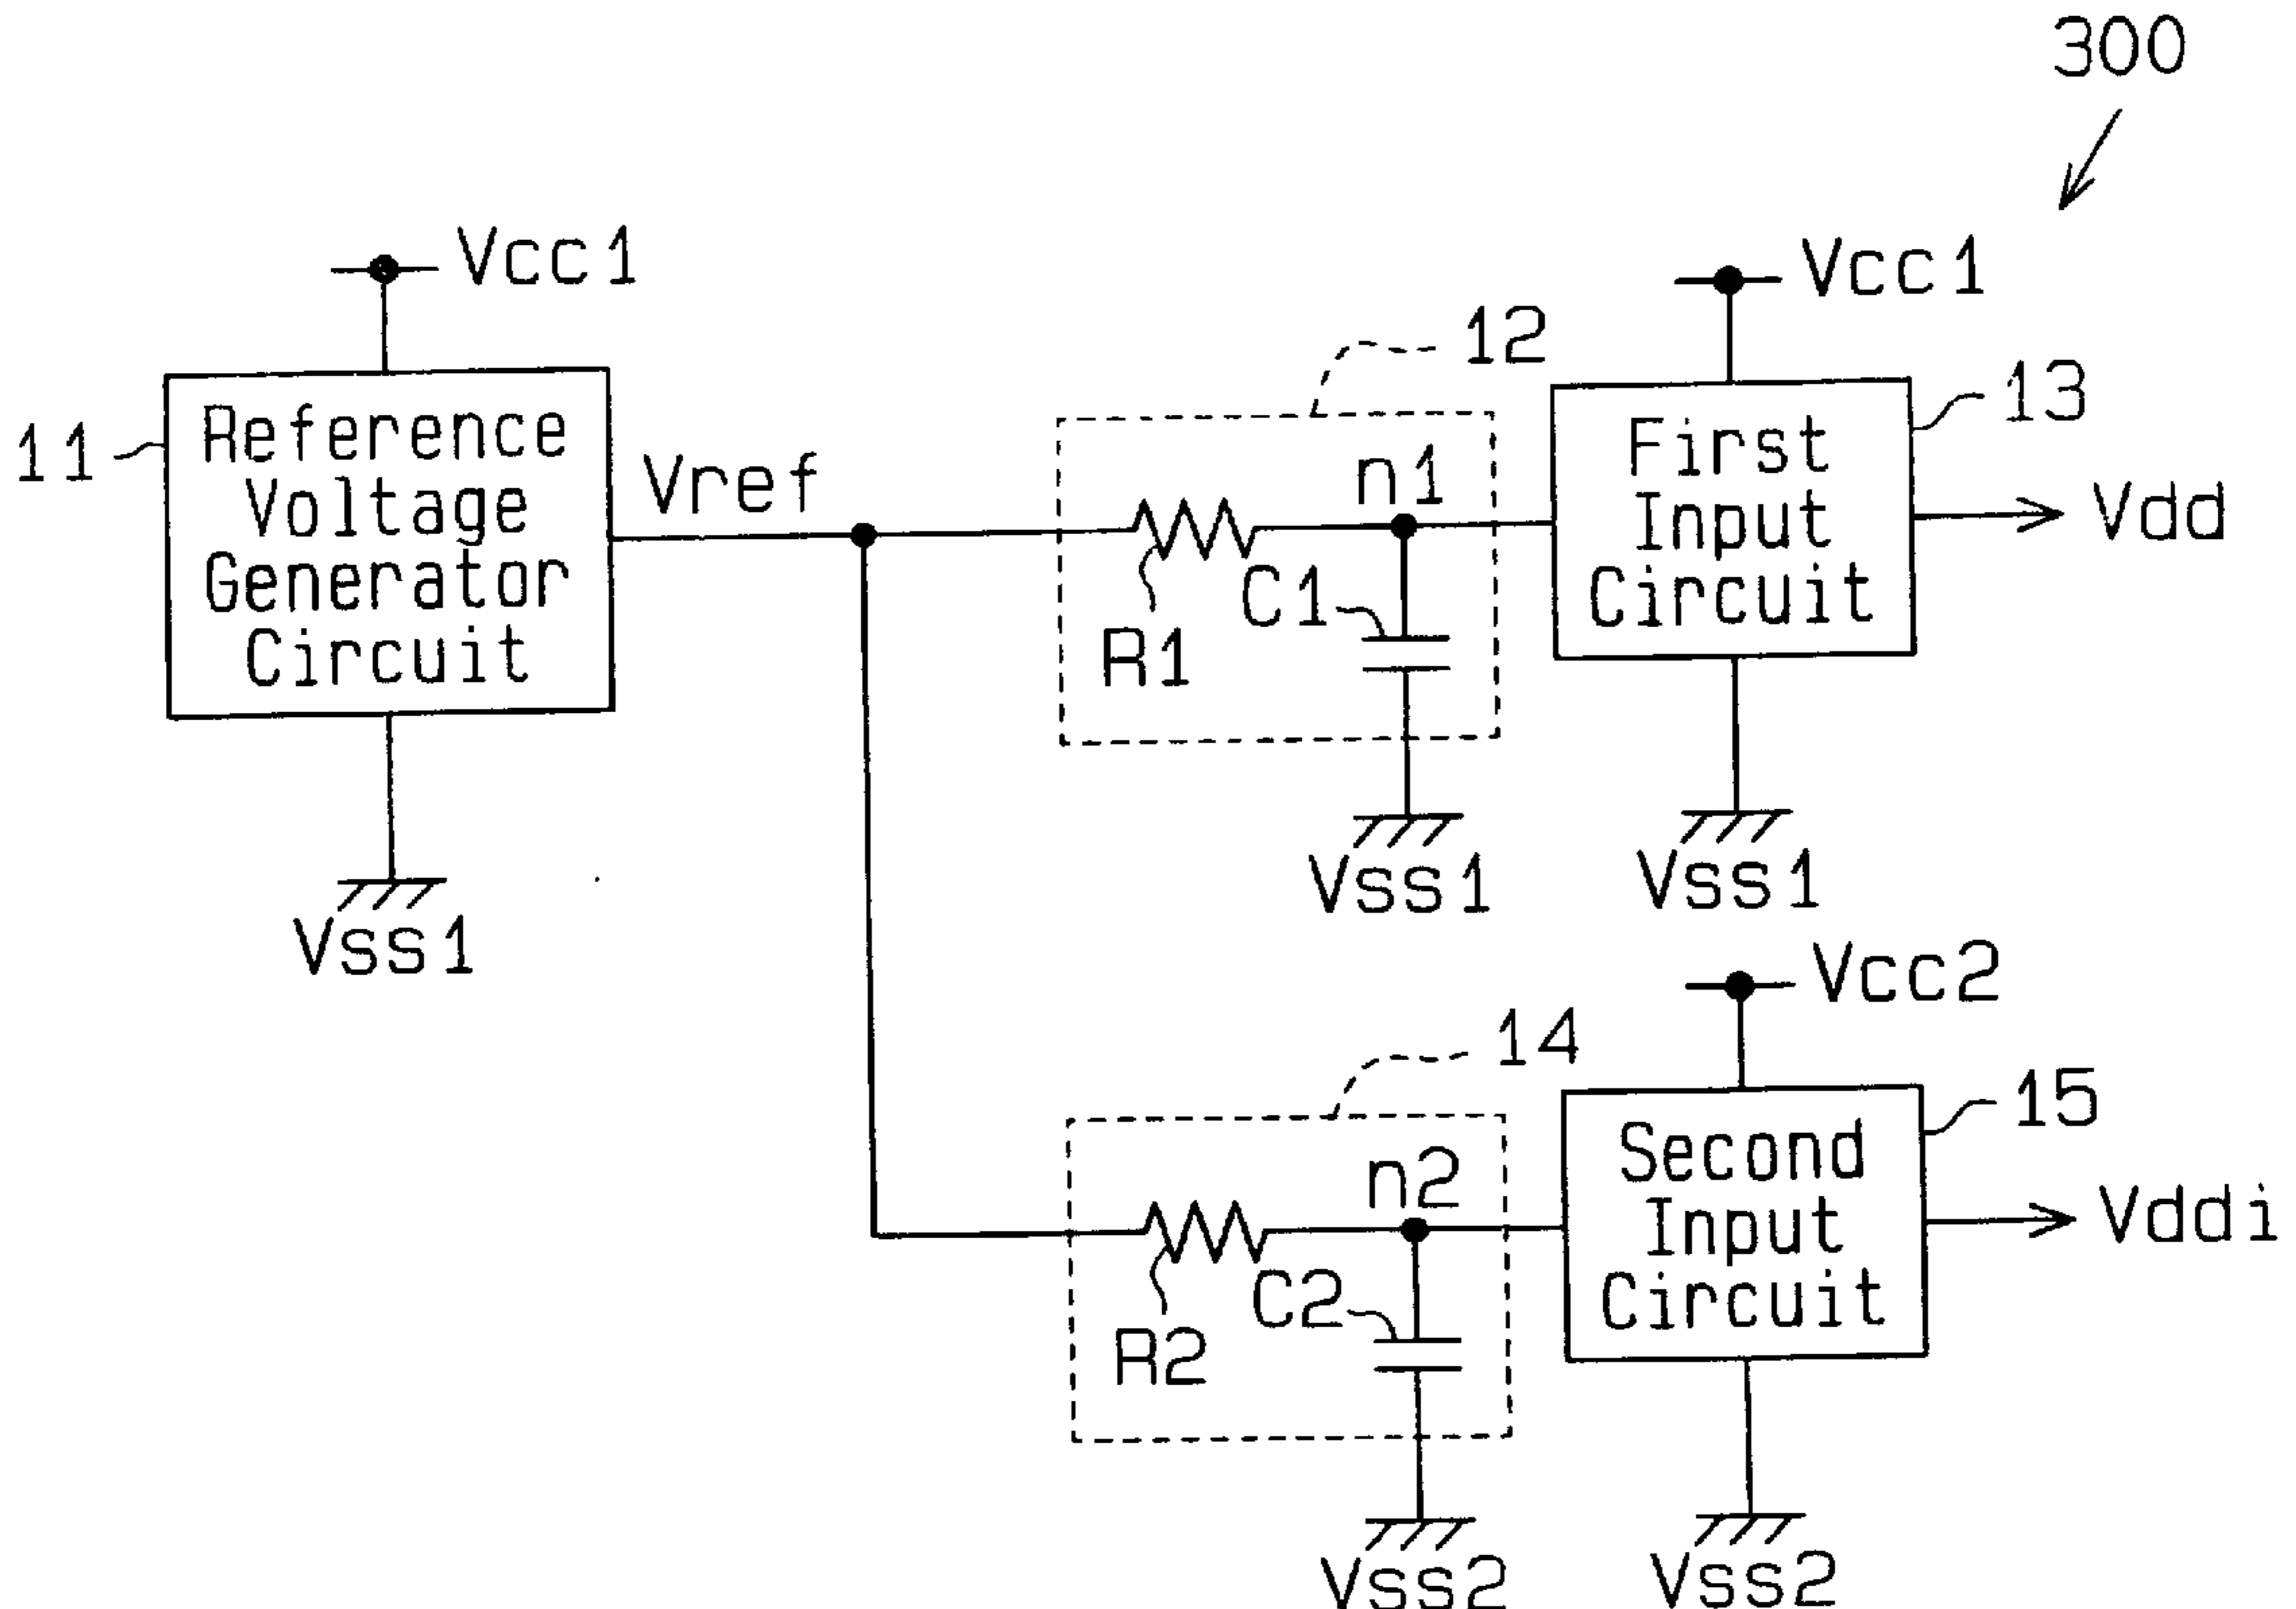 300
Vcc1
Vcc1
12
13
11
Reference
Voltage
Generator
Circuit
Vref
n1
R1
C1
First
Input
Circuit
Vdd
Vss1
Vss1
Vss1
Vcc2
14
15
n2
R2
C2
Second
Input
Circuit
Vddi
Vss2
Vss2